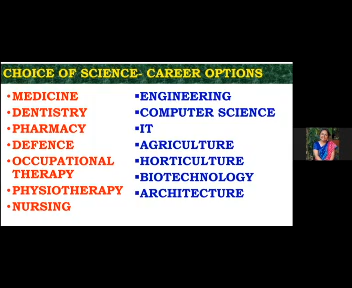 CHOICE OF SCIENCE- CAREER OPTIONS
•MEDICINE
•DENTISTRY
•PHARMACY
•DEFENCE
•OCCUPATIONAL
THERAPY
•PHYSIOTHERAPY
•NURSING
▪ENGINEERING
▪COMPUTER SCIENCE
▪IT
▪AGRICULTURE
▪HORTICULTURE
▪BIOTECHNOLOGY
▪ARCHITECTURE